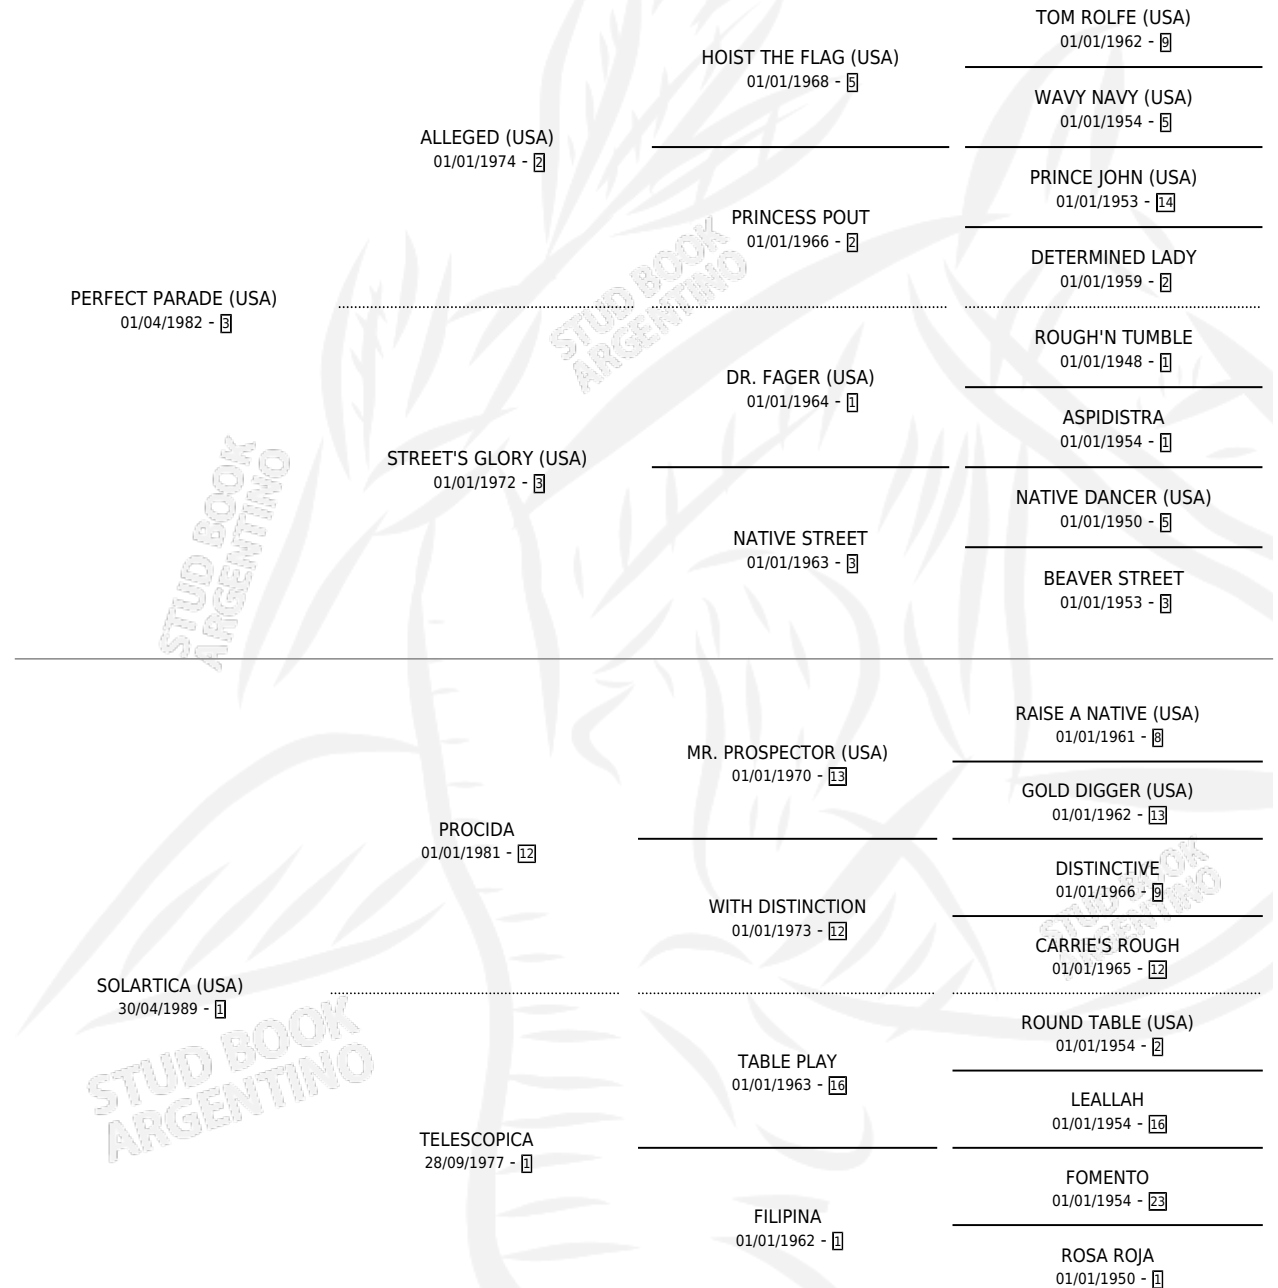 TOM ROLFE (USA)
01/01/1962 - 9
HOIST THE FLAG (USA)
01/01/1968 - 5
WAVY NAVY (USA)
01/01/1954 - 5
ALLEGED (USA)
01/01/1974 - 2
PRINCE JOHN (USA)
01/01/1953 - 14
PRINCESS POUT
01/01/1966 - 2
DETERMINED LADY
01/01/1959 - 2
PERFECT PARADE (USA)
01/04/1982 - 3
ROUGH'N TUMBLE
01/01/1948 - 1
DR. FAGER (USA)
01/01/1964 - 1
ASPIDISTRA
01/01/1954 - 1
STREET'S GLORY (USA)
01/01/1972 - 3
NATIVE DANCER (USA)
01/01/1950 - 5
NATIVE STREET
01/01/1963 - 3
BEAVER STREET
01/01/1953 - 3
RAISE A NATIVE (USA)
01/01/1961 - 8
MR. PROSPECTOR (USA)
01/01/1970 - 13
GOLD DIGGER (USA)
01/01/1962 - 13
PROCIDA
01/01/1981 - 12
DISTINCTIVE
01/01/1966 - 9
WITH DISTINCTION
01/01/1973 - 12
CARRIE'S ROUGH
01/01/1965 - 12
SOLARTICA (USA)
30/04/1989 - 1
ROUND TABLE (USA)
01/01/1954 - 2
TABLE PLAY
01/01/1963 - 16
LEALLAH
01/01/1954 - 16
TELESCOPICA
28/09/1977 - 1
FOMENTO
01/01/1954 - 23
FILIPINA
01/01/1962 - 1
ROSA ROJA
01/01/1950 - 1
STUD BOOK
ARGENTINO
STUD BOOK
ARGENTINO
STUD BOOK
ARGENTINO
STUD BOOK
ARGENTINO